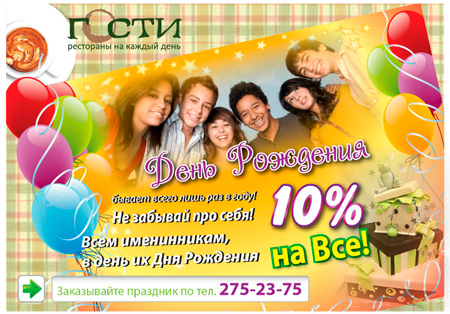 ГОСТИ
рестораны на каждый день
День Рождения
бывает всего лишь раз в году!
Не забывай про себя!
Всем именинникам,
в день их Дня Рождения
10%
на Все!
Заказывайте праздник по тел. 275-23-75